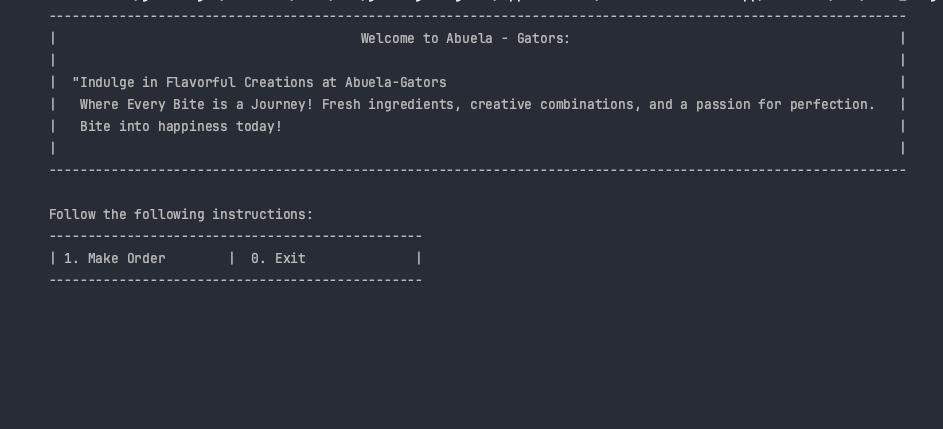 Welcome to Abuela - Gators:
"Indulge in Flavorful Creations at Abuela-Gators
Where Every Bite is a Journey! Fresh ingredients, creative combinations, and a passion for perfection.
Bite into happiness today!
Follow the following instructions:
| 1. Make Order | 0. Exit |